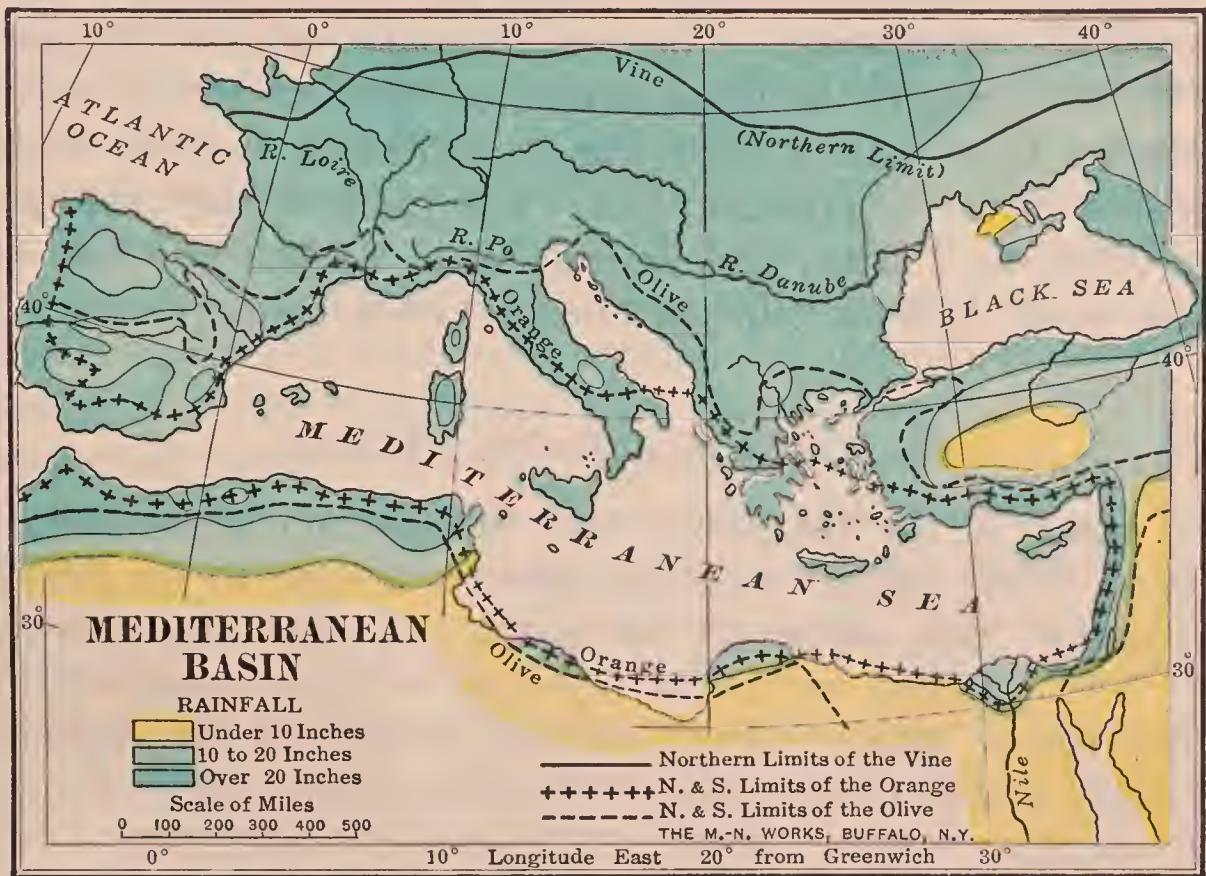 10° 0° 10° 20° 30° 40°
Vine
(Northern Limit)
ATLANTIC
OCEAN
R. Loire
R. Po
R. Danube
Olive
Orange
BLACK SEA
40°
40°
MEDITERRANEAN SEA
30°
30°
Orange
Olive
Nile
MEDITERRANEAN
BASIN
RAINFALL
Under 10 Inches
10 to 20 Inches
Over 20 Inches
Scale of Miles
0 100 200 300 400 500
Northern Limits of the Vine
N. & S. Limits of the Orange
N. & S. Limits of the Olive
THE M.-N. WORKS, BUFFALO, N.Y.
0° 10° Longitude East 20° from Greenwich 30°